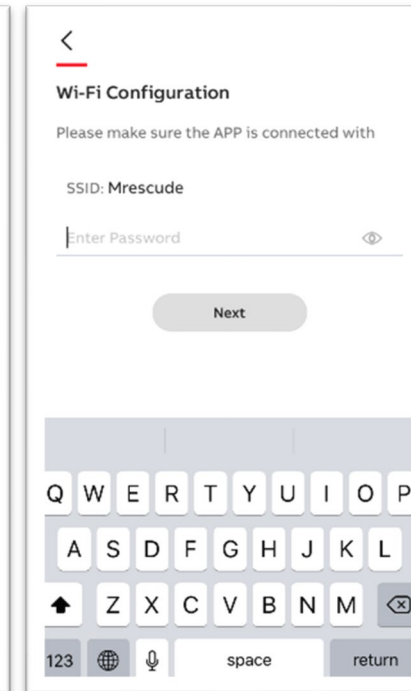 Wi-Fi Configuration
Please make sure the APP is connected with
SSID: Mrescude
Enter Password
Next
Q W E R T Y U I O P
A S D F G H J K L
Z X C V B N M
123 space return